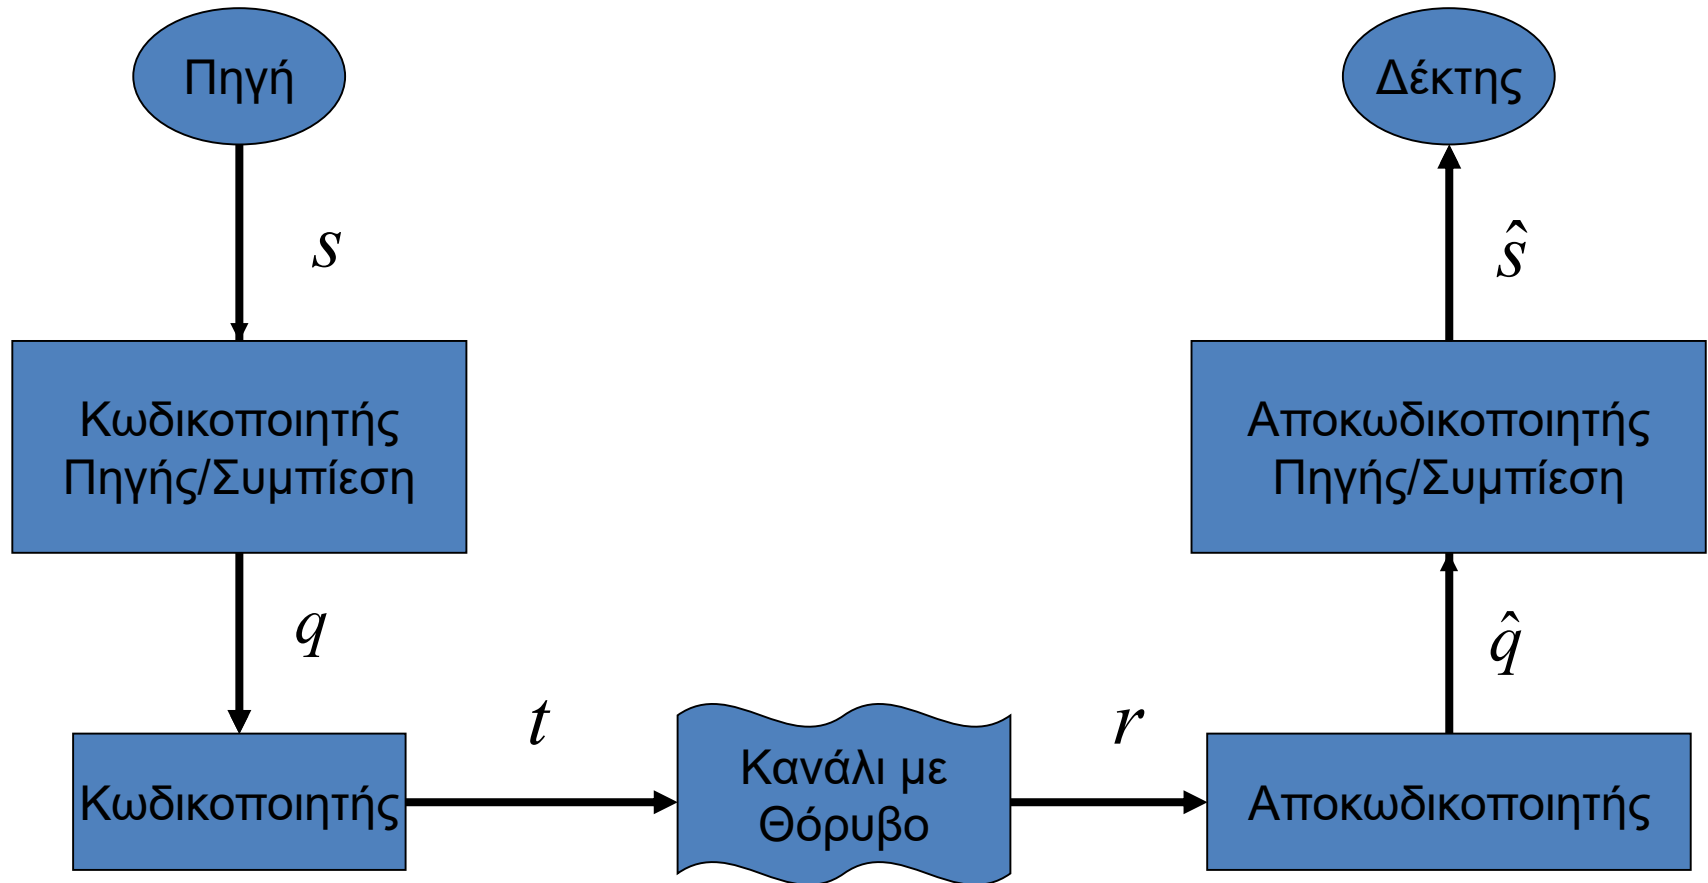 Πηγή
Δέκτης
s
ŝ
Κωδικοποιητής
Πηγής/Συμπίεση
Αποκωδικοποιητής
Πηγής/Συμπίεση
q
q̂
t
r
Κωδικοποιητής
Κανάλι με
Θόρυβο
Αποκωδικοποιητής